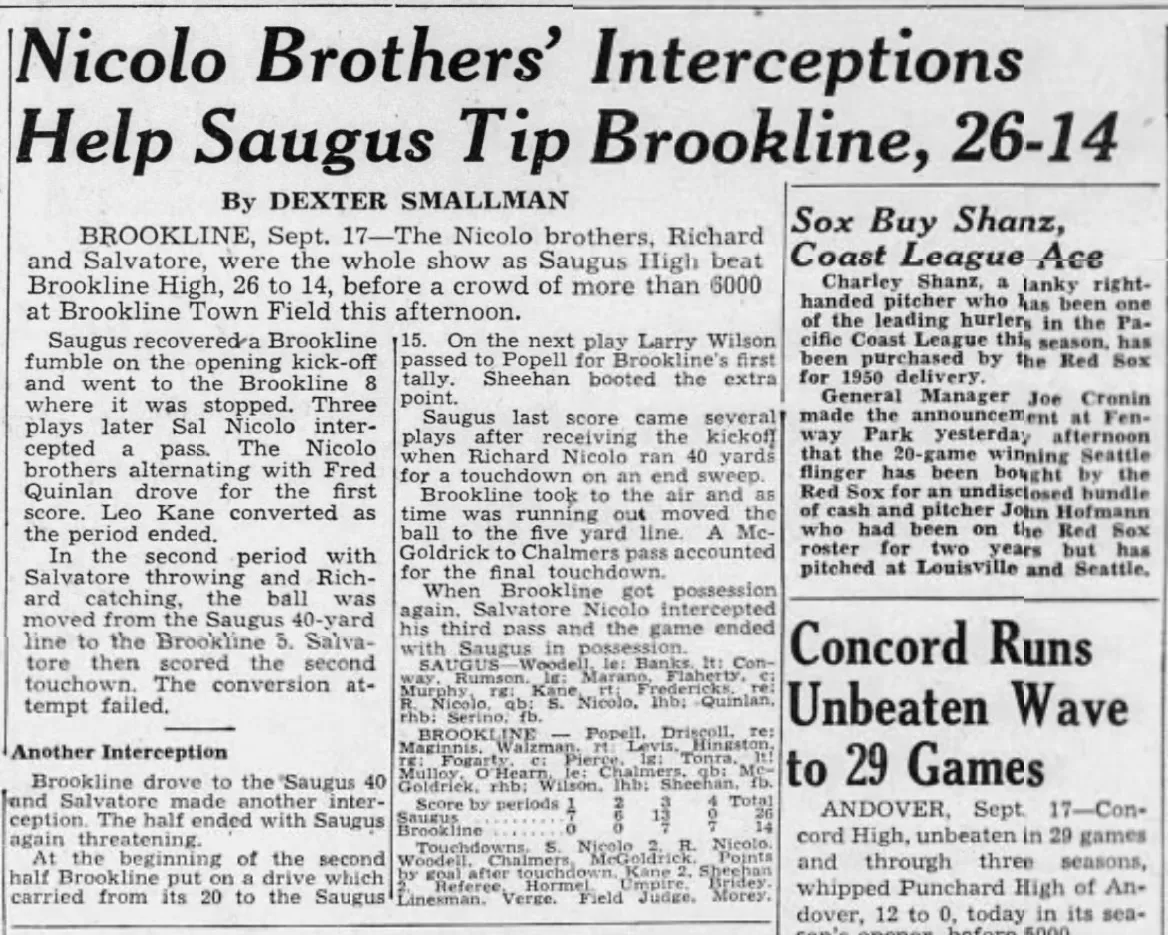 Nicolo Brothers' Interceptions
Help Saugus Tip Brookline, 26-14
By DEXTER SMALLMAN
BROOKLINE, Sept. 17—The Nicolo brothers, Richard
and Salvatore, were the whole show as Saugus High beat
Brookline High, 26 to 14, before a crowd of more than 6000
at Brookline Town Field this afternoon.
Saugus recovered a Brookline
fumble on the opening kick-off
and went to the Brookline 8
where it was stopped. Three
plays later Sal Nicolo inter-
cepted a pass. The Nicolo
brothers alternating with Fred
Quinlan drove for the first
score. Leo Kane converted as
the period ended.
In the second period with
Salvatore throwing and Rich-
ard catching, the ball was
moved from the Saugus 40-yard
line to the Brookline 5. Salva-
tore then scored the second
touchown. The conversion at-
tempt failed.
Another Interception
Brookline drove to the Saugus 40
and Salvatore made another inter-
ception. The half ended with Saugus
again threatening.
At the beginning of the second
half Brookline put on a drive which
carried from its 20 to the Saugus
15. On the next play Larry Wilson
passed to Popell for Brookline's first
tally. Sheehan booted the extra
point.
Saugus last score came several
plays after receiving the kickoff
when Richard Nicolo ran 40 yards
for a touchdown on an end sweep.
Brookline took to the air and as
time was running out moved the
ball to the five yard line. A Mc-
Goldrick to Chalmers pass accounted
for the final touchdown.
When Brookline got possession
again, Salvatore Nicolo intercepted
his third pass and the game ended
with Saugus in possession.
SAUGUS—Woodell, le; Banks, lt; Con-
way, Rumson, lg; Marano, Flaherty, c;
Murphy, rg; Kane, rt; Fredericks, re;
R. Nicolo, qb; S. Nicolo, lhb; Quinlan,
rhb; Serino, fb.
BROOKLINE — Popell, Driscoll, re;
Maginnis, Walzman, rt; Levis, Hingston,
rg; Fogarty, c; Pierce, lg; Tonra, lt;
Mulloy, O'Hearn, le; Chalmers, qb; Mc-
Goldrick, rhb; Wilson, lhb; Sheehan, fb.
Score by periods 1 2 3 4 Total
Saugus ........ 7 6 13 0 26
Brookline ....... 0 0 7 7 14
Touchdowns, S. Nicolo 2, R. Nicolo,
Woodell, Chalmers, McGoldrick. Points
by goal after touchdown, Kane 2, Sheehan
2. Referee, Hormel. Umpire, Bridey.
Linesman, Verge. Field Judge, Morey.
Sox Buy Shanz,
Coast League Ace
Charley Shanz, a lanky right-
handed pitcher who has been one
of the leading hurlers in the Pa-
cific Coast League this season, has
been purchased by the Red Sox
for 1950 delivery.
General Manager Joe Cronin
made the announcement at Fen-
way Park yesterday afternoon
that the 20-game winning Seattle
flinger has been bought by the
Red Sox for an undisclosed bundle
of cash and pitcher John Hofmann
who had been on the Red Sox
roster for two years but has
pitched at Louisville and Seattle.
Concord Runs
Unbeaten Wave
to 29 Games
ANDOVER, Sept. 17—Con-
cord High, unbeaten in 29 games
and through three seasons,
whipped Punchard High of An-
dover, 12 to 0, today in its sea-
son's opener, before 5000